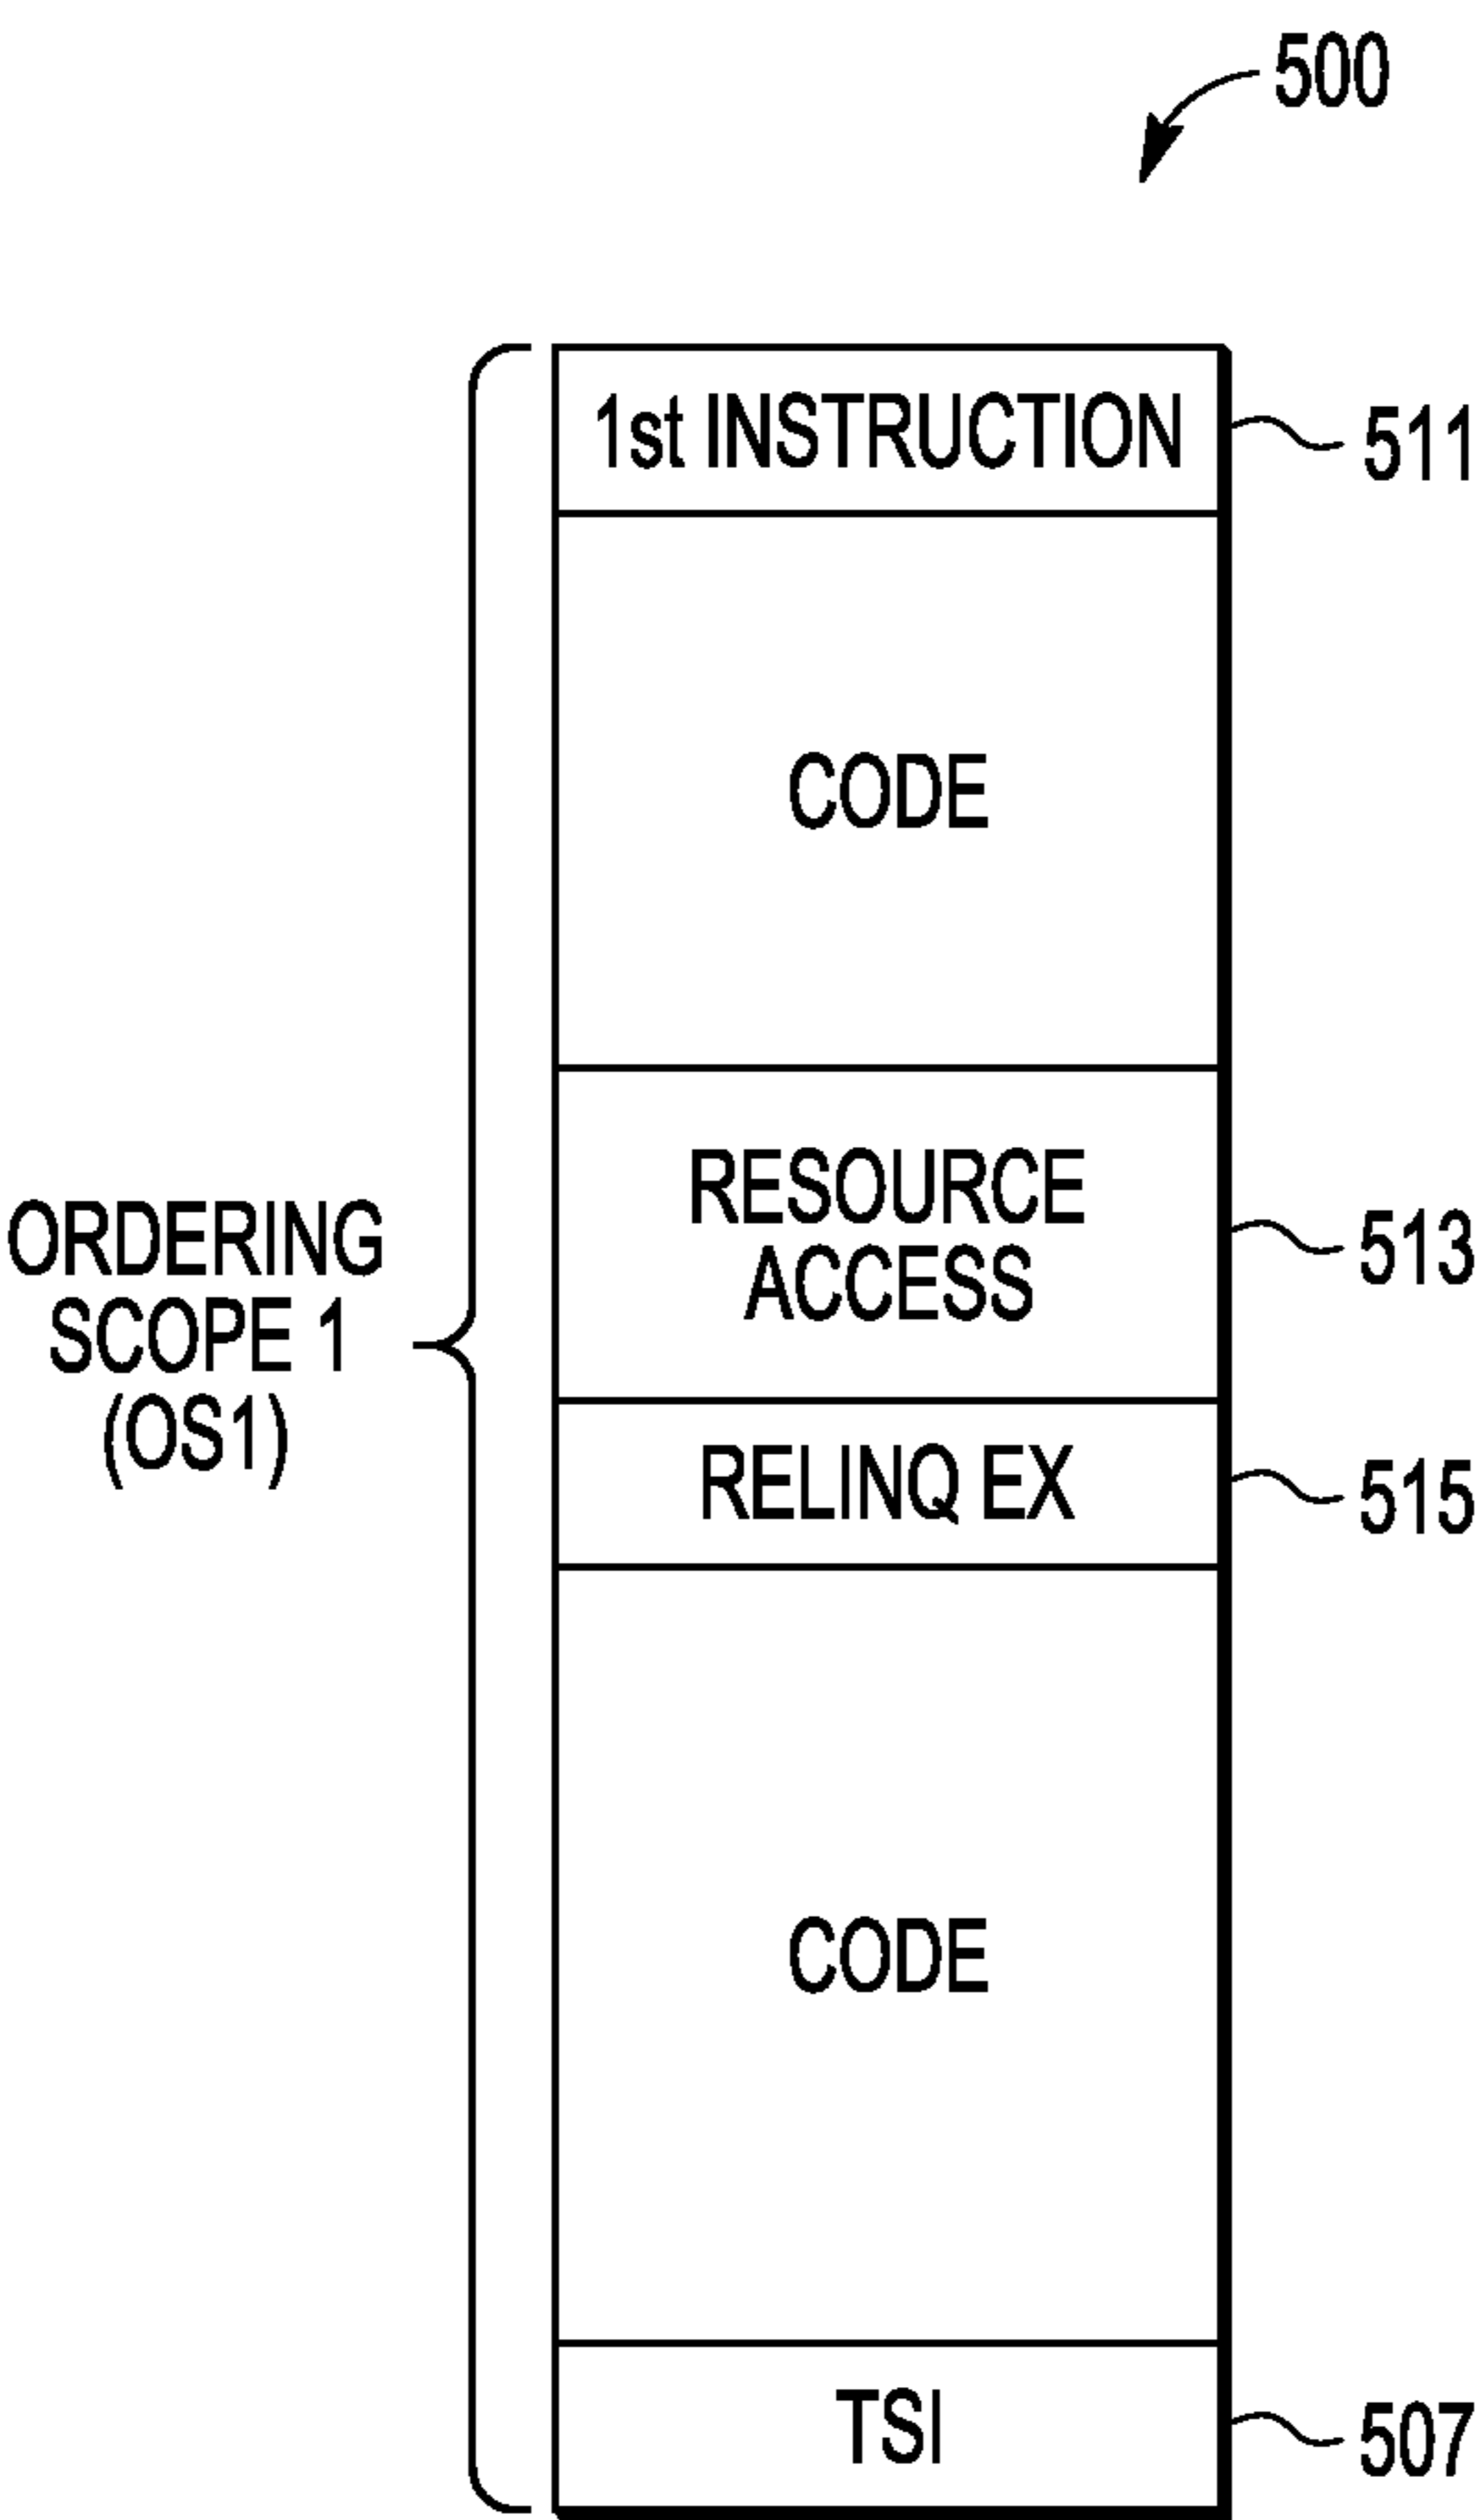 500
1st INSTRUCTION
511
CODE
RESOURCE
ACCESS
513
ORDERING
SCOPE 1
(OS1)
RELINQ EX
515
CODE
TSI
507